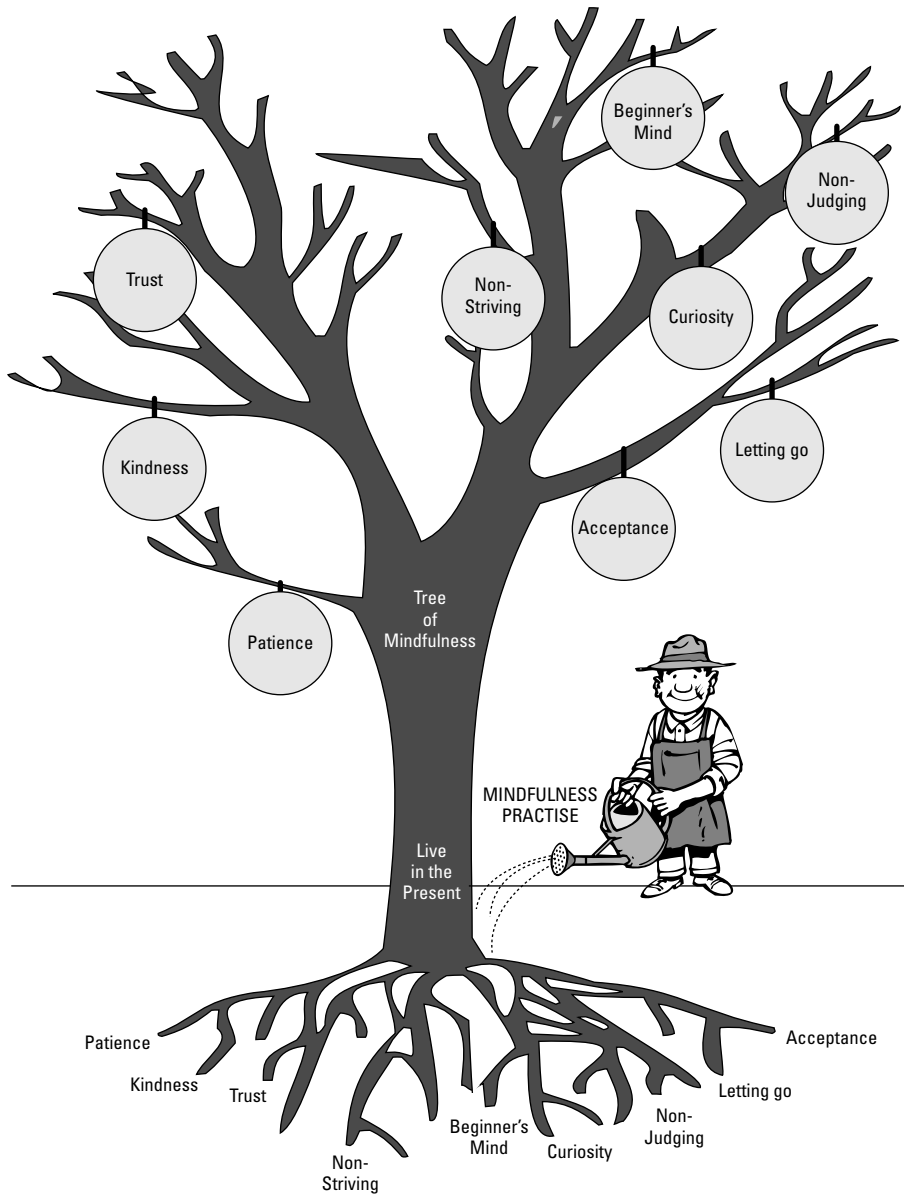 Beginner's
Mind
Non-
Judging
Trust
Non-
Striving
Curiosity
Kindness
Letting go
Acceptance
Patience
Tree
of
Mindfulness
MINDFULNESS
PRACTISE
Live
in the
Present
Patience
Kindness
Trust
Non-
Striving
Beginner's
Mind
Curiosity
Non-
Judging
Letting go
Acceptance